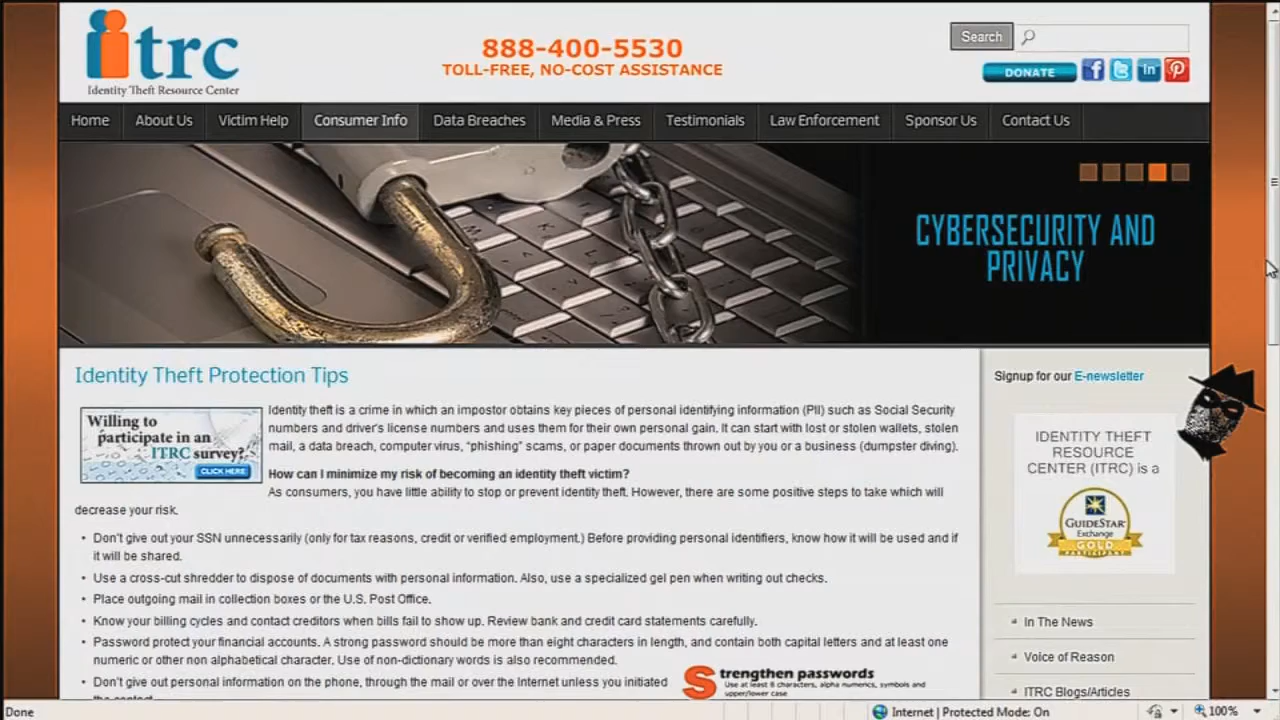 itrc
Identity Theft Resource Center
888-400-5530
TOLL-FREE, NO-COST ASSISTANCE
Search
DONATE
Home
About Us
Victim Help
Consumer Info
Data Breaches
Media & Press
Testimonials
Law Enforcement
Sponsor Us
Contact Us
CYBERSECURITY AND
PRIVACY
Identity Theft Protection Tips
Willing to
participate in an
ITRC survey?
CLICK HERE
Identity theft is a crime in which an impostor obtains key pieces of personal identifying information (PII) such as Social Security
numbers and driver's license numbers and uses them for their own personal gain. It can start with lost or stolen wallets, stolen
mail, a data breach, computer virus, “phishing” scams, or paper documents thrown out by you or a business (dumpster diving).
How can I minimize my risk of becoming an identity theft victim?
As consumers, you have little ability to stop or prevent identity theft. However, there are some positive steps to take which will
decrease your risk.
• Don't give out your SSN unnecessarily (only for tax reasons, credit or verified employment.) Before providing personal identifiers, know how it will be used and if
it will be shared.
• Use a cross-cut shredder to dispose of documents with personal information. Also, use a specialized gel pen when writing out checks.
• Place outgoing mail in collection boxes or the U.S. Post Office.
• Know your billing cycles and contact creditors when bills fail to show up. Review bank and credit card statements carefully.
• Password protect your financial accounts. A strong password should be more than eight characters in length, and contain both capital letters and at least one
numeric or other non alphabetical character. Use of non-dictionary words is also recommended.
• Don't give out personal information on the phone, through the mail or over the Internet unless you initiated
the contact.
Strengthen passwords
Use at least 8 characters, alpha numerics, symbols and
upper/lower case
Signup for our E-newsletter
IDENTITY THEFT
RESOURCE
CENTER (ITRC) is a
GUIDESTAR
Exchange
GOLD
PARTICIPANT
In The News
Voice of Reason
ITRC Blogs/Articles
Done
Internet | Protected Mode: On
100%